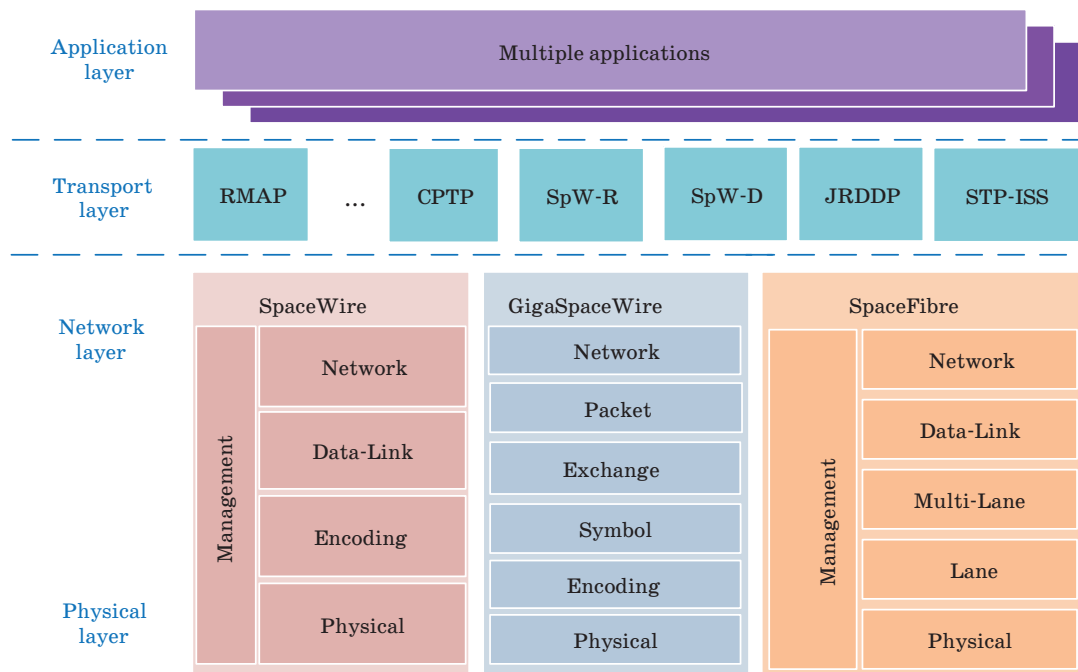 Application
layer
Multiple applications
Transport
layer
RMAP
...
CPTP
SpW-R
SpW-D
JRDDP
STP-ISS
Network
layer
Physical
layer
SpaceWire
Management
Network
Data-Link
Encoding
Physical
GigaSpaceWire
Network
Packet
Exchange
Symbol
Encoding
Physical
SpaceFibre
Management
Network
Data-Link
Multi-Lane
Lane
Physical